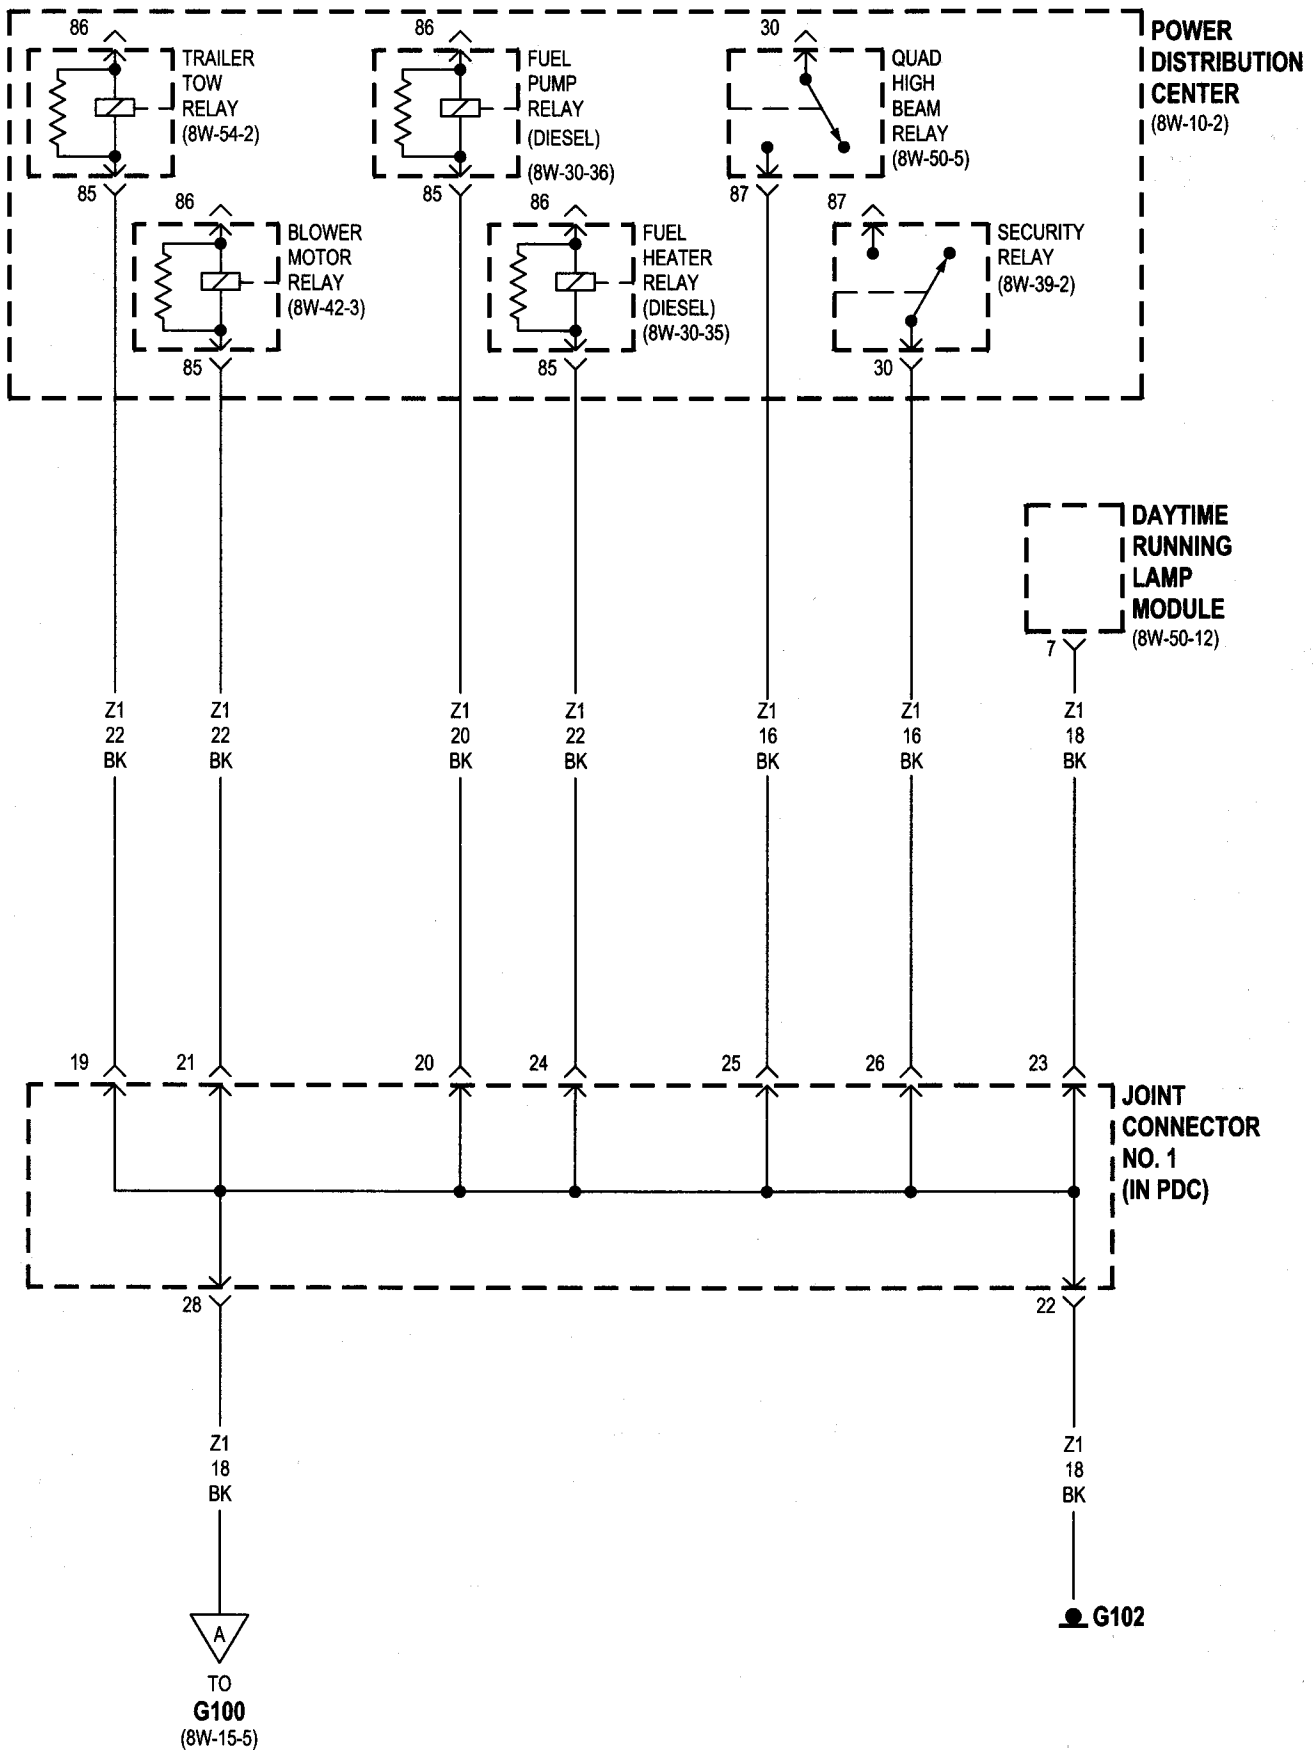 86
TRAILER
TOW
RELAY
(8W-54-2)
85
86
FUEL
PUMP
RELAY
(DIESEL)
(8W-30-36)
85
30
QUAD
HIGH
BEAM
RELAY
(8W-50-5)
87
POWER
DISTRIBUTION
CENTER
(8W-10-2)
86
BLOWER
MOTOR
RELAY
(8W-42-3)
85
86
FUEL
HEATER
RELAY
(DIESEL)
(8W-30-35)
85
87
SECURITY
RELAY
(8W-39-2)
30
DAYTIME
RUNNING
LAMP
MODULE
(8W-50-12)
7
Z1
22
BK
Z1
22
BK
Z1
20
BK
Z1
22
BK
Z1
16
BK
Z1
16
BK
Z1
18
BK
19
21
20
24
25
26
23
JOINT
CONNECTOR
NO. 1
(IN PDC)
28
22
Z1
18
BK
Z1
18
BK
A
TO
G100
(8W-15-5)
G102